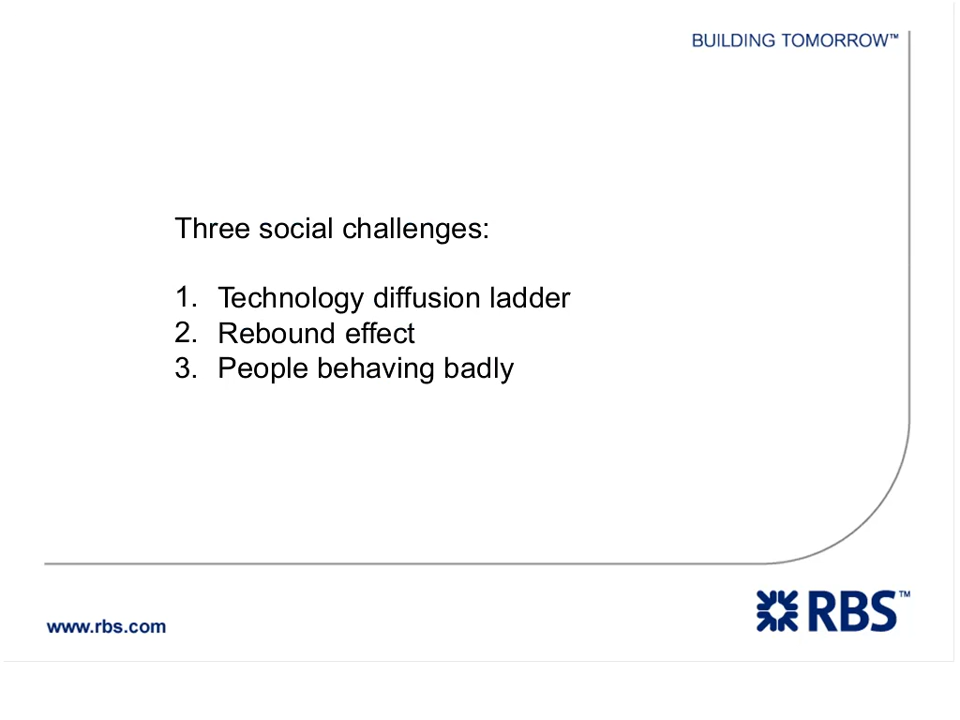 BUILDING TOMORROW™
Three social challenges:
1. Technology diffusion ladder
2. Rebound effect
3. People behaving badly
www.rbs.com
RBS™